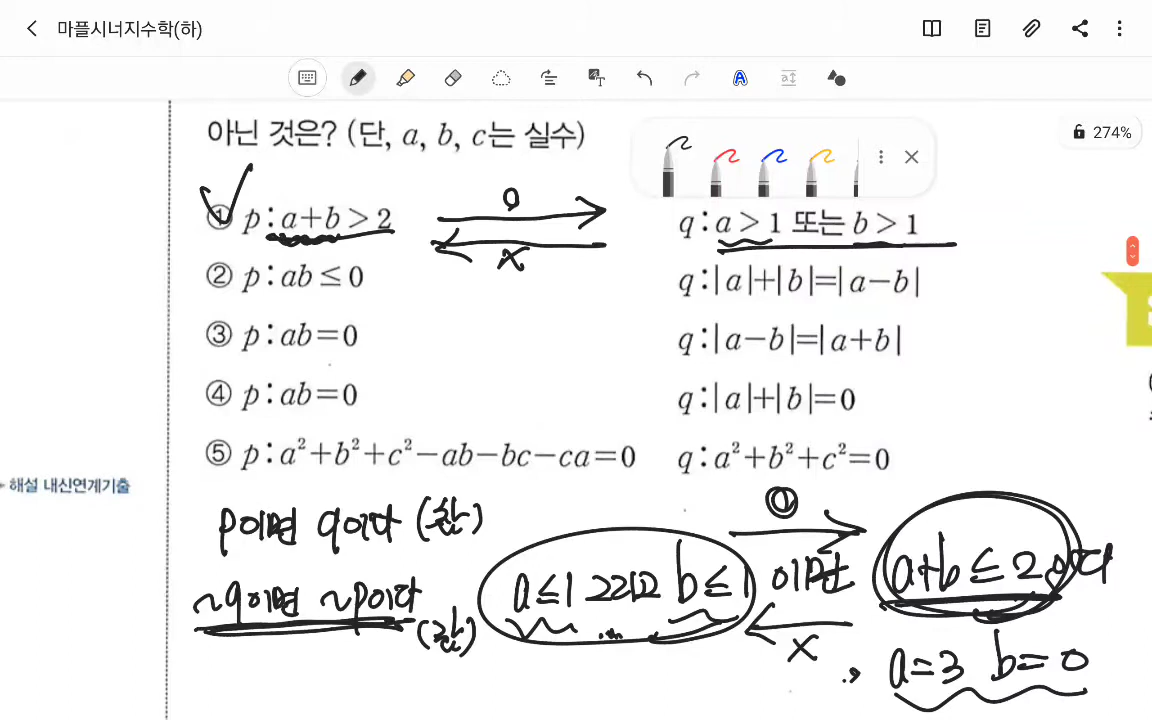 마플시너지수학(하)
274%
아닌 것은? (단, a, b, c는 실수)
① p:a+b>2 O X q:a>1 또는 b>1
② p:ab≤0 q:|a|+|b|=|a-b|
③ p:ab=0 q:|a-b|=|a+b|
④ p:ab=0 q:|a|+|b|=0
⑤ p:a²+b²+c²-ab-bc-ca=0 q:a²+b²+c²=0
해설 내신연계기출
p이면 q이다 (참)
~q이면 ~p이다 (참)
a≤1 그리고 b≤1 이면 a+b≤2이다
X
a=3 b=0